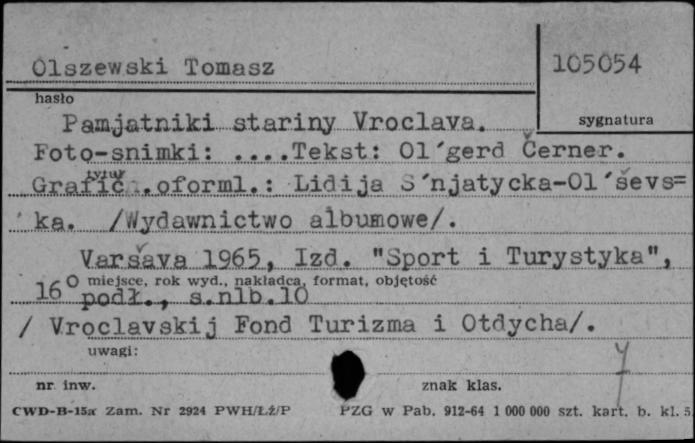 Olszewski Tomasz
105054
hasło
sygnatura
Pamjatniki stariny Vroclava.
Foto-snimki: ....Tekst: Ol´gerd Černer.
tytuł
Grafič .oforml.: Lidija S´njatycka-Ol´ševs=
ka. /Wydawnictwo albumowe/.
Varšava 1965, Izd. "Sport i Turystyka",
miejsce, rok wyd., nakładca, format, objętość
16° podł., s.nlb.10
/ Vroclavskij Fond Turizma i Otdycha/.
uwagi:
7
nr. inw.
znak klas.
CWD-B-15a Zam. Nr 2924 PWH/Łż/P
PZG w Pab. 912-64 1 000 000 szt. kart. b. kl. 5